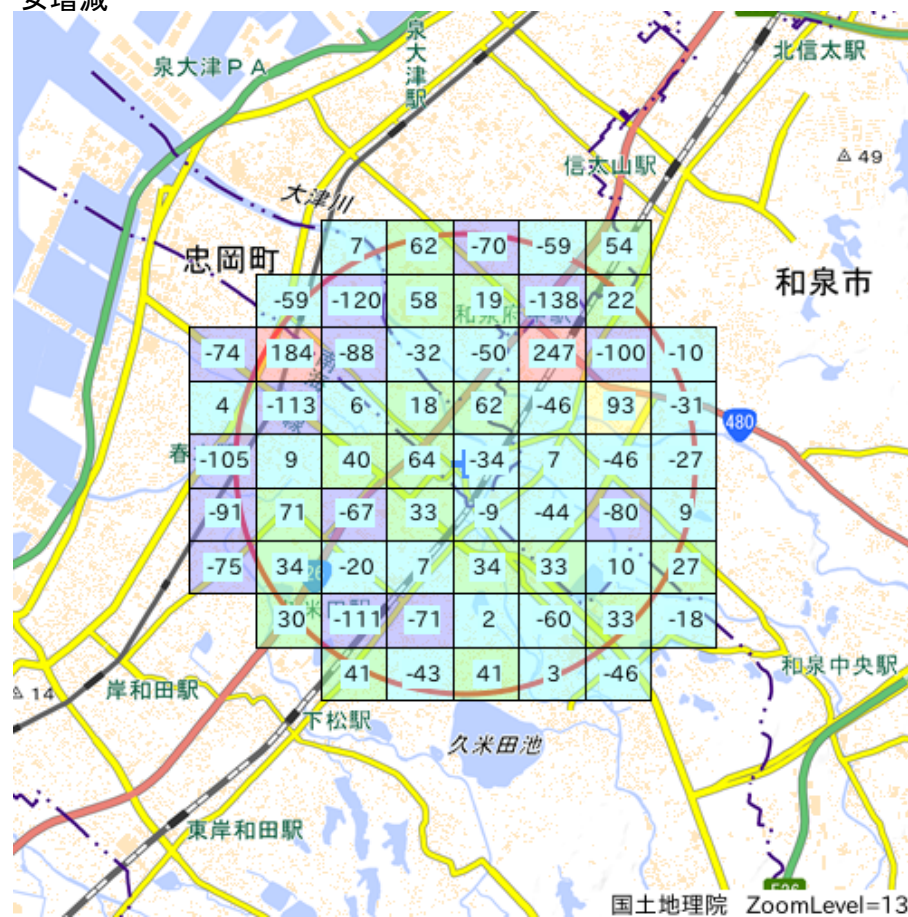 女増減
泉大津PA
泉大津駅
北信太駅
信太山駅
49
大津川
忠岡町
和泉市
7 62 -70 -59 54
-59 -120 58 19 -138 22
-74 184 -88 -32 -50 247 -100 -10
4 -113 6 18 62 -46 93 -31
480
春
-105 9 40 64 -34 7 -46 -27
-91 71 -67 33 -9 -44 -80 9
-75 34 -20 7 34 33 10 27
30 -111 -71 2 -60 33 -18
41 -43 41 3 -46
和泉中央駅
14
岸和田駅
下松駅
久米田池
東岸和田駅
国土地理院 ZoomLevel=13